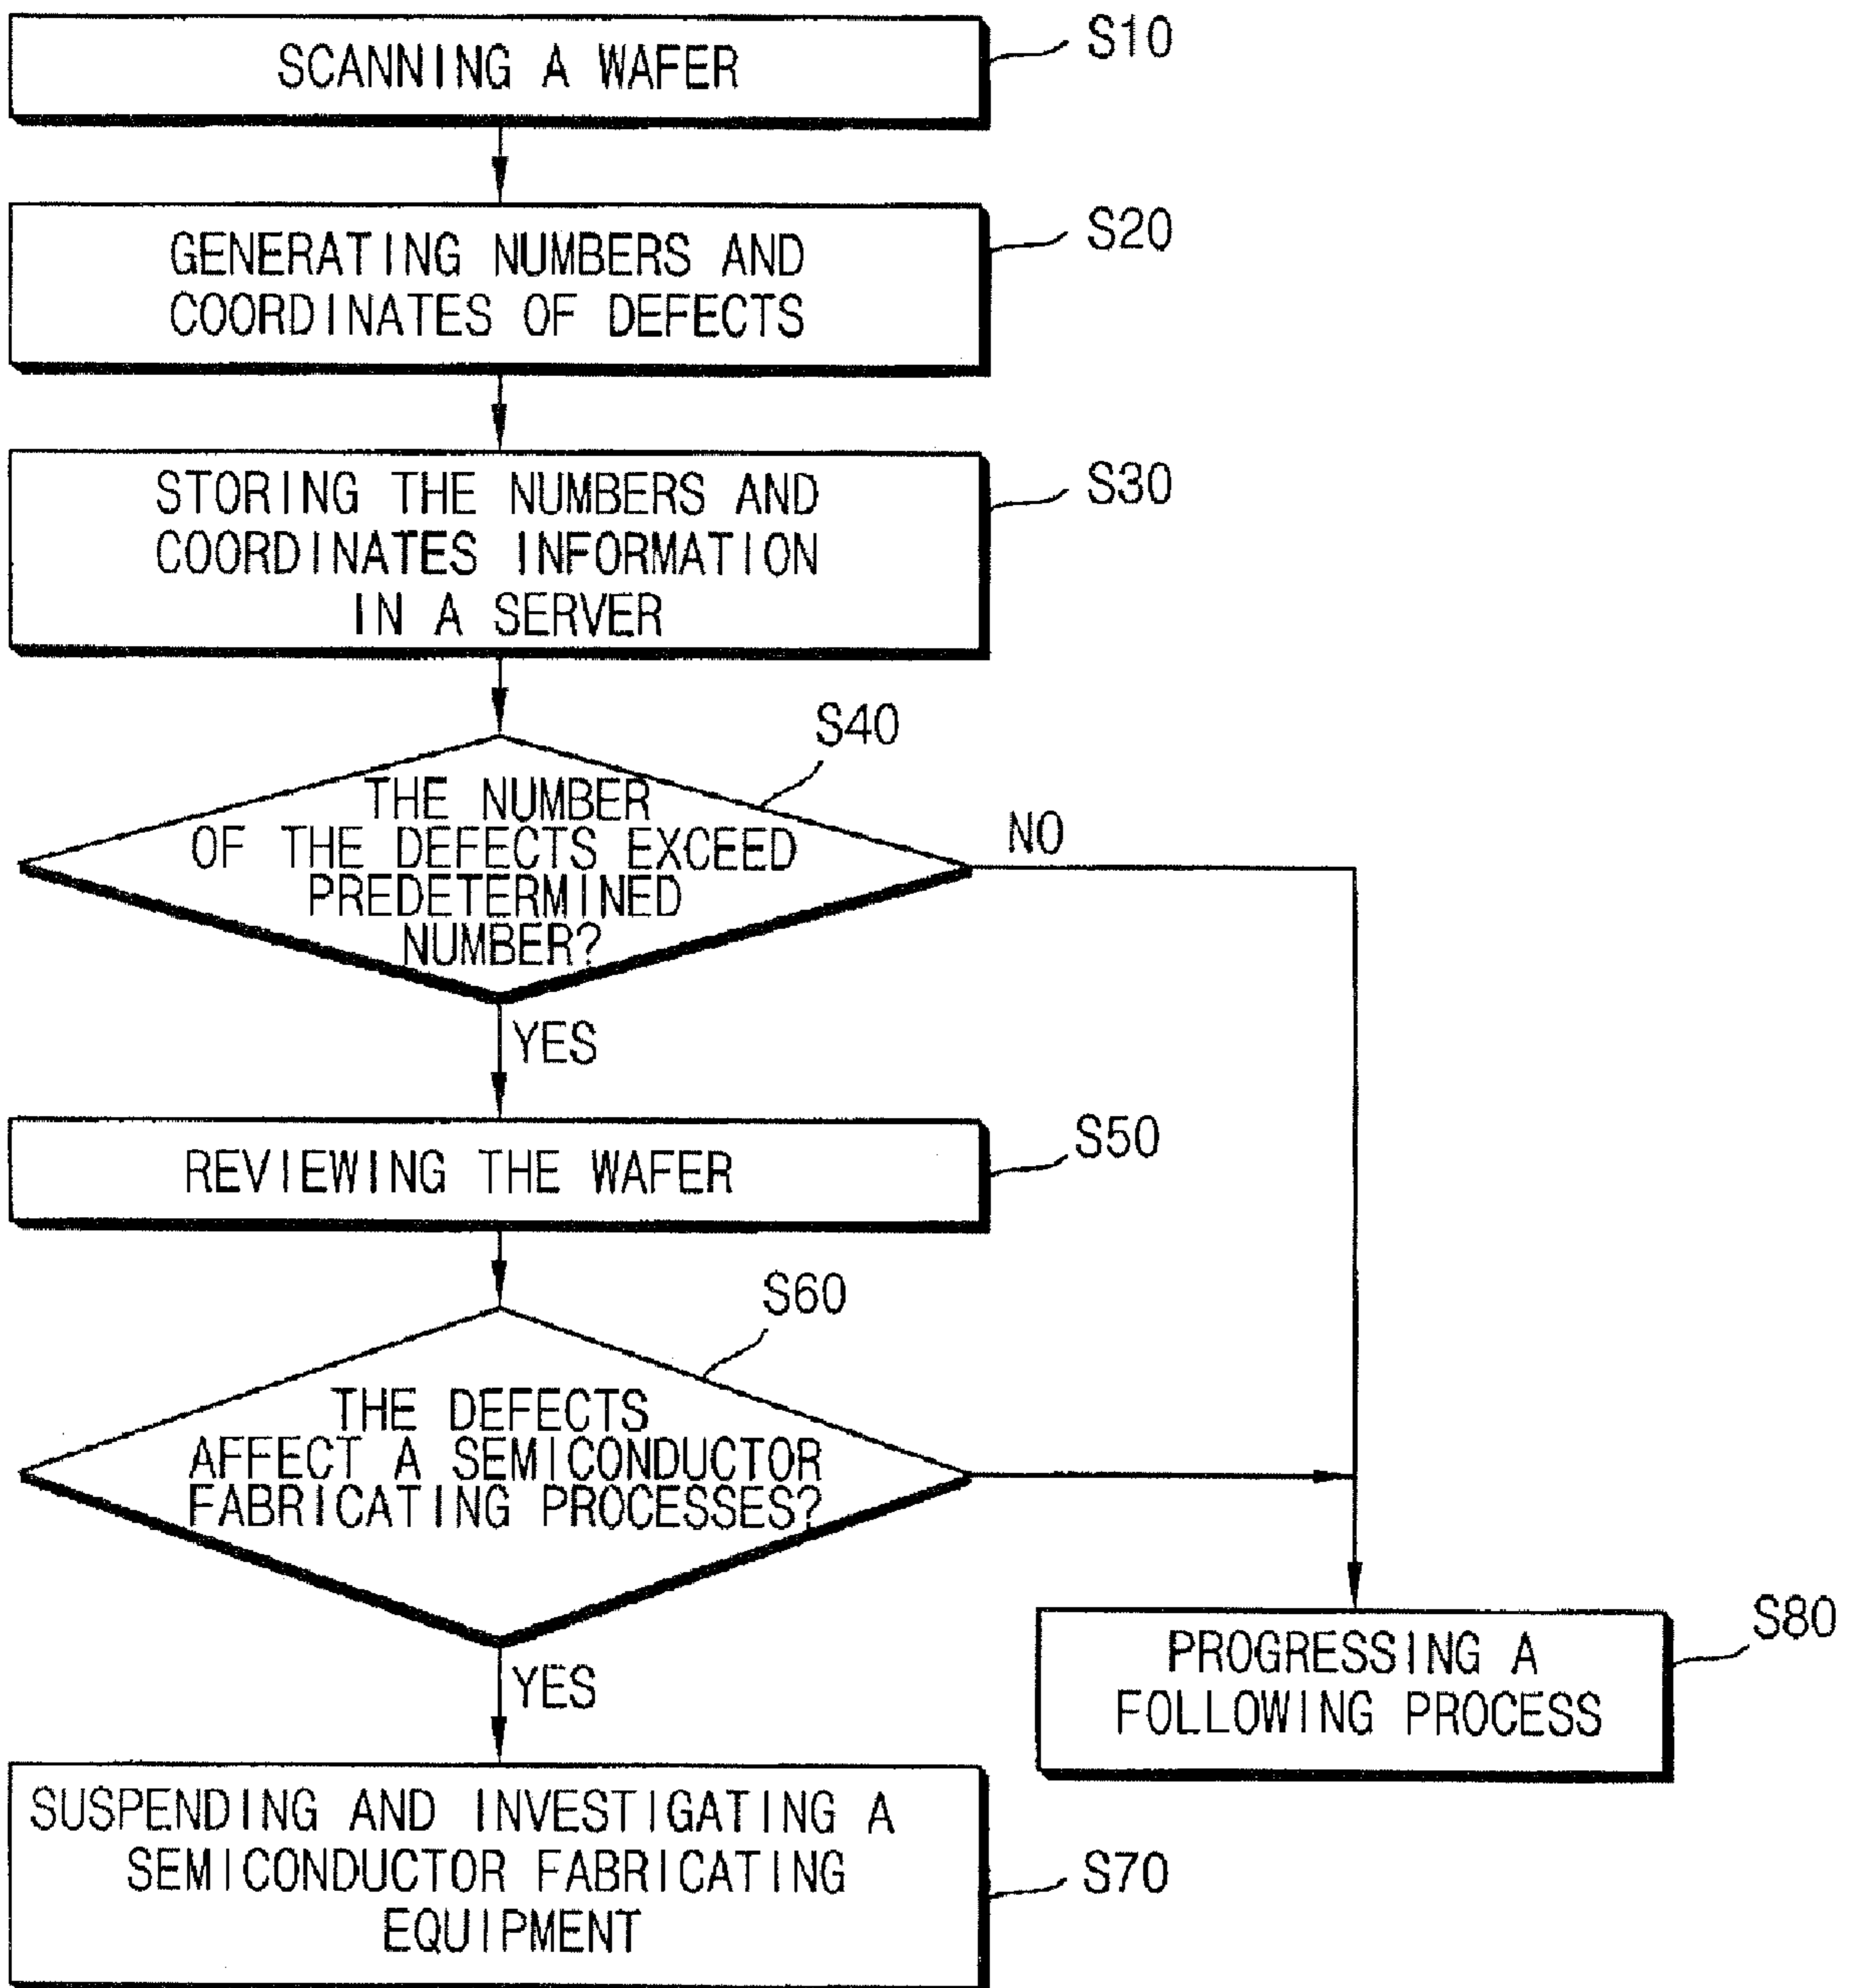 SCANNING A WAFER
S10
GENERATING NUMBERS AND
COORDINATES OF DEFECTS
S20
STORING THE NUMBERS AND
COORDINATES INFORMATION
IN A SERVER
S30
S40
THE NUMBER
OF THE DEFECTS EXCEED
PREDETERMINED
NUMBER?
NO
YES
REVIEWING THE WAFER
S50
S60
THE DEFECTS
AFFECT A SEMICONDUCTOR
FABRICATING PROCESSES?
YES
PROGRESSING A
FOLLOWING PROCESS
S80
SUSPENDING AND INVESTIGATING A
SEMICONDUCTOR FABRICATING
EQUIPMENT
S70